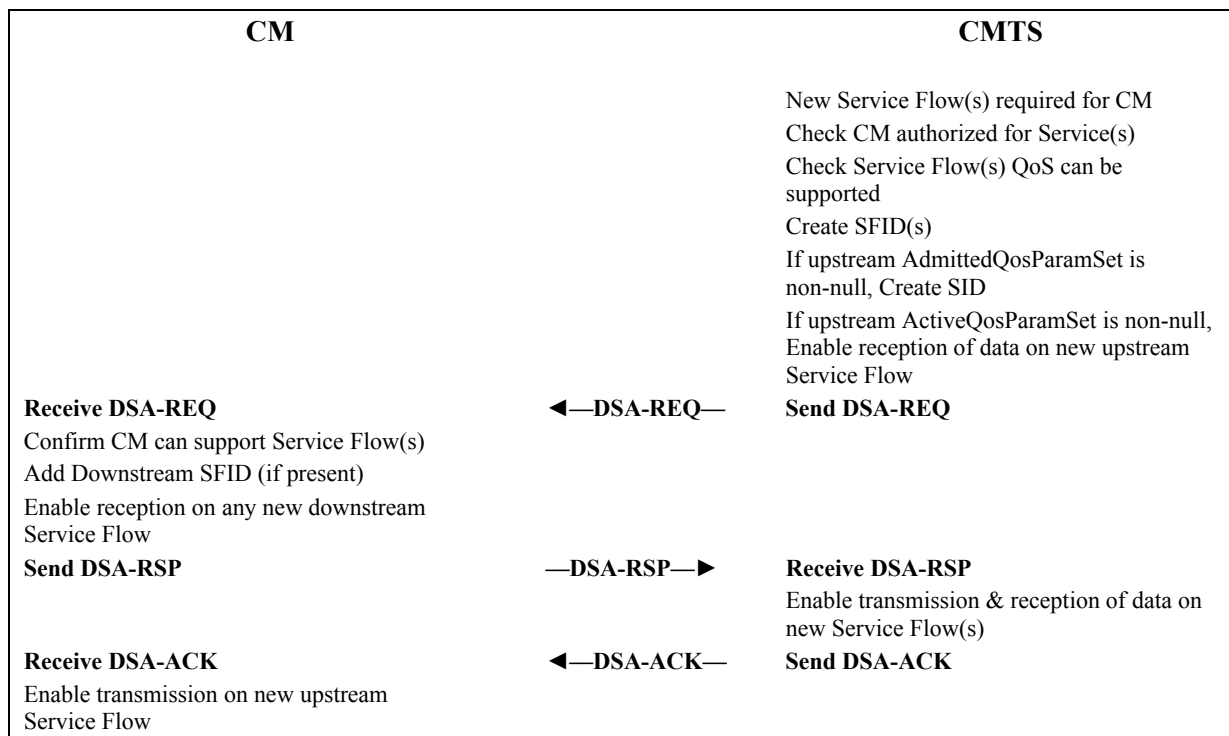 CM CMTS
New Service Flow(s) required for CM
Check CM authorized for Service(s)
Check Service Flow(s) QoS can be
supported
Create SFID(s)
If upstream AdmittedQosParamSet is
non-null, Create SID
If upstream ActiveQosParamSet is non-null,
Enable reception of data on new upstream
Service Flow
Receive DSA-REQ ◄—DSA-REQ— Send DSA-REQ
Confirm CM can support Service Flow(s)
Add Downstream SFID (if present)
Enable reception on any new downstream
Service Flow
Send DSA-RSP —DSA-RSP—► Receive DSA-RSP
Enable transmission & reception of data on
new Service Flow(s)
Receive DSA-ACK ◄—DSA-ACK— Send DSA-ACK
Enable transmission on new upstream
Service Flow